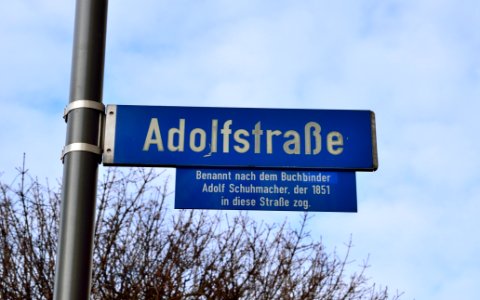 Adolfstraße
Benannt nach dem Buchbinder
Adolf Schuhmacher, der 1851
in diese Straße zog.